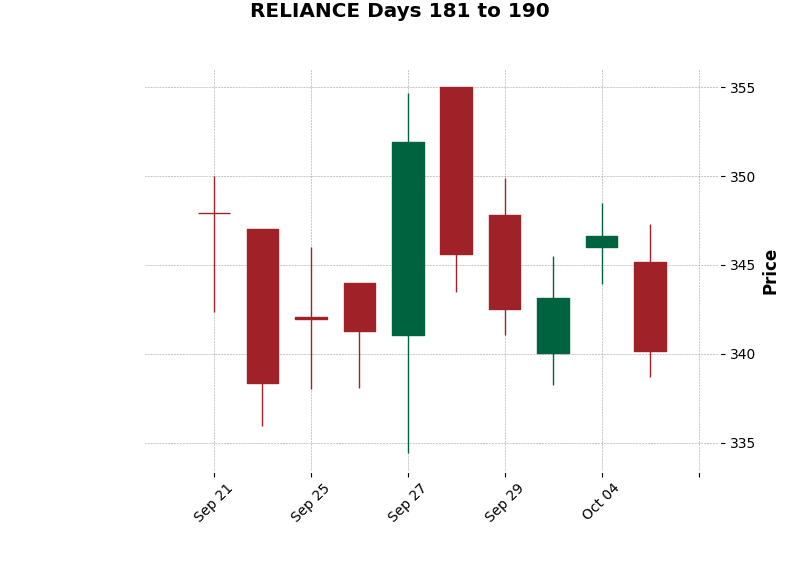 RELIANCE Days 181 to 190
355
350
345
340
335
Price
Sep 21
Sep 25
Sep 27
Sep 29
Oct 04